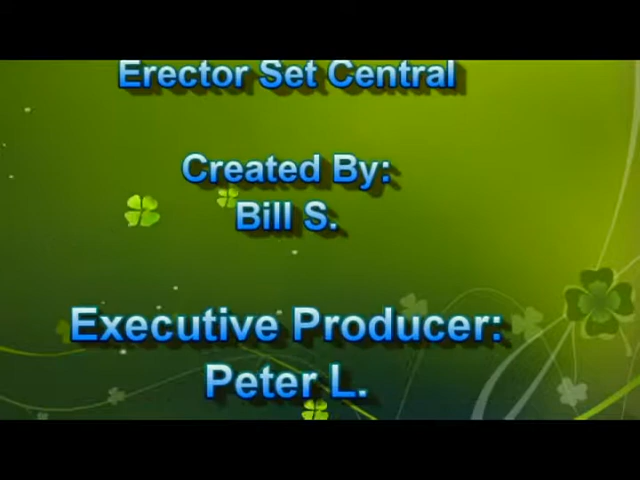 Erector Set Central
Created By:
Bill S.
Executive Producer:
Peter L.